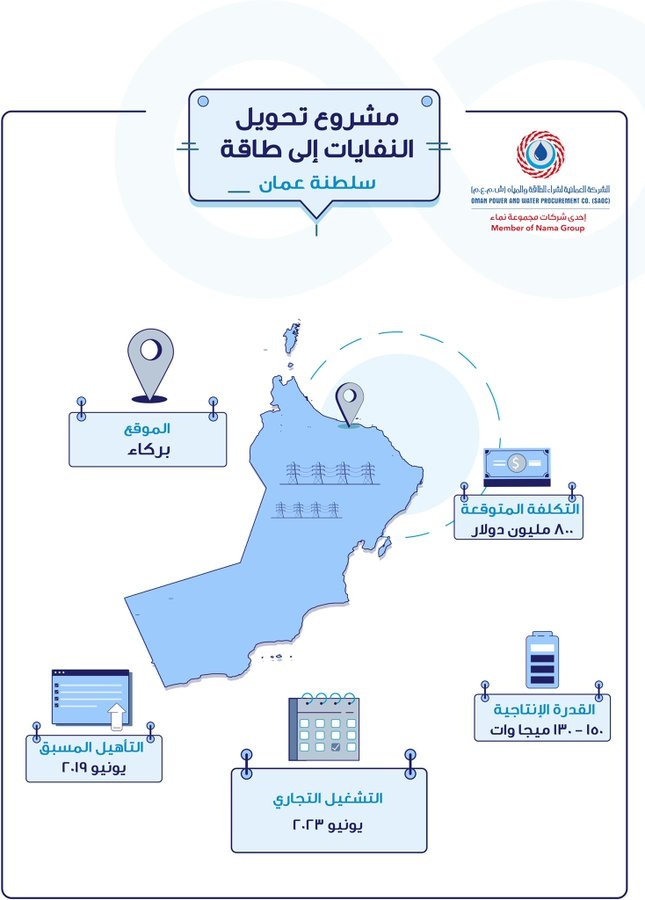 مشروع تحويل
النفايات إلى طاقة
سلطنة عمان
الشركة العمانية لشراء الطاقة والمياه (ش.م.ع.م)
OMAN POWER AND WATER PROCUREMENT CO. (SAOC)
إحدى شركات مجموعة نماء
Member of Nama Group
الموقع
بركاء
التكلفة المتوقعة
٨٠٠ مليون دولار
القدرة الإنتاجية
١٥٠ – ١٣٠ ميجا وات
التأهيل المسبق
يونيو ٢٠١٩
التشغيل التجاري
يونيو ٢٠٢٣